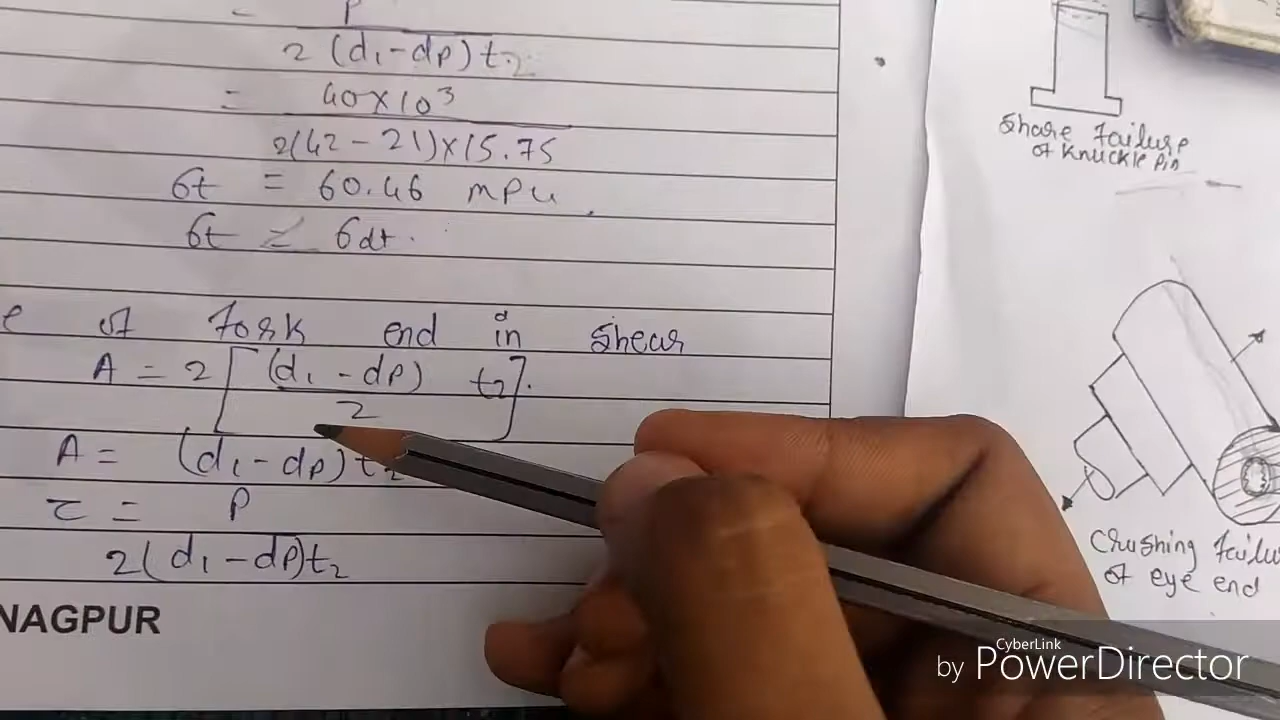 = P
2 (d1 - dp) t2
= 40 x 10³
2(42 - 21) x 15.75
σt = 60.46 mpa.
σt < σdt.
e of fork end in shear
A = 2 [(d1 - dp) t2].
2
A = (d1 - dp) t2
τ = P
2(d1 - dp)t2
NAGPUR
Share Failure
of Knuckle Pin
Crushing Failu
of eye end
CyberLink
by PowerDirector